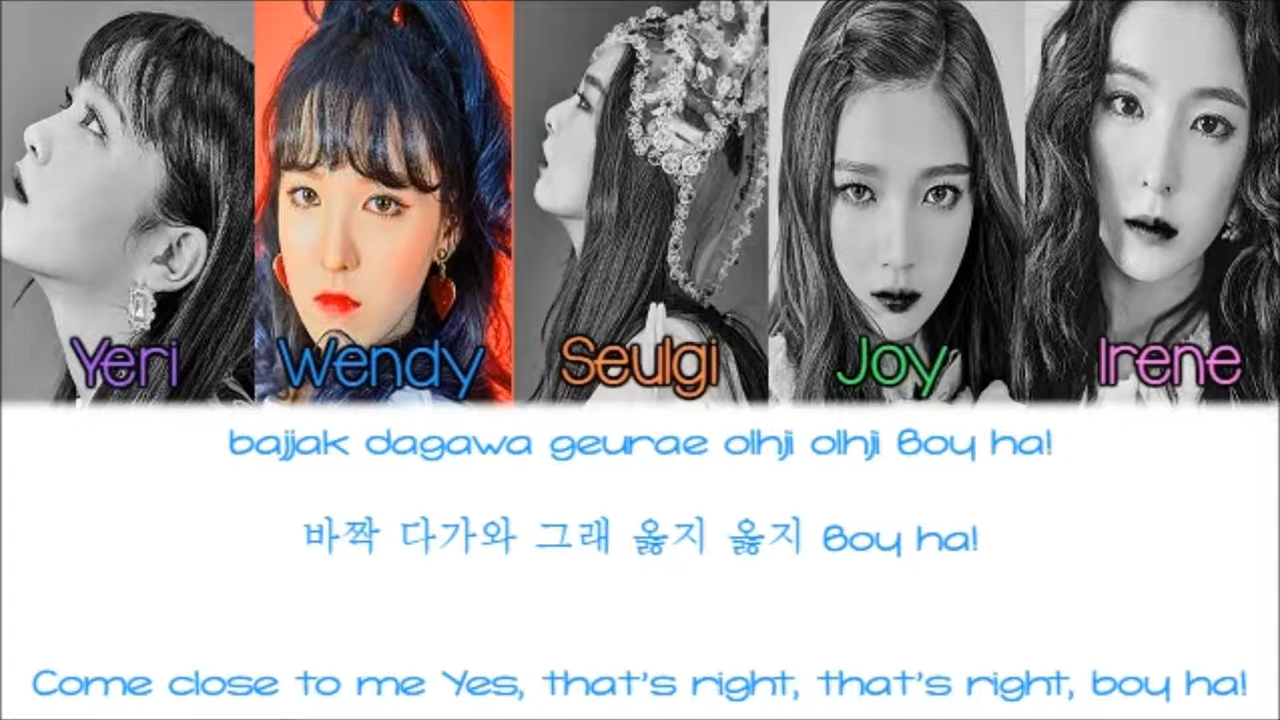 Yeri Wendy Seulgi Joy Irene
bajjak dagawa geurae olhji olhji Boy ha!
바짝 다가와 그래 옳지 옳지 Boy ha!
Come close to me Yes, that's right, that's right, boy ha!